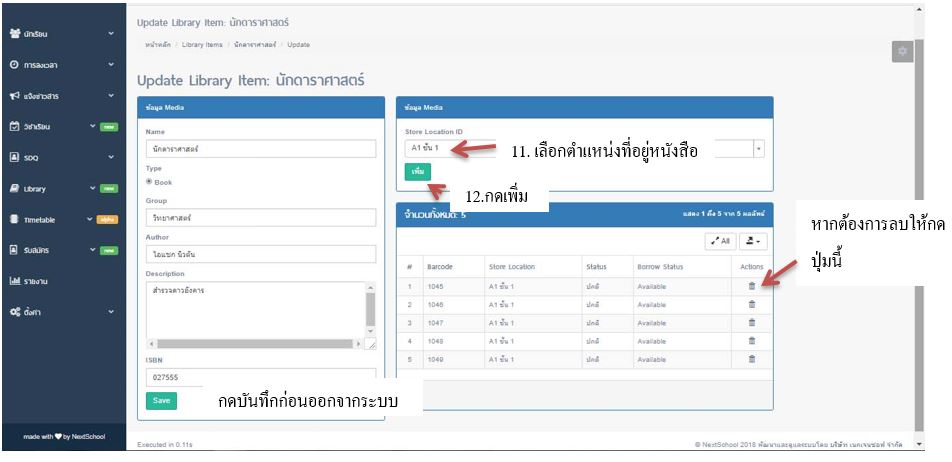 นักเรียน
การลงเวลา
แจ้งข่าวสาร
วิชาเรียน new
SDQ
Library new
Timetable alpha
รับสมัคร new
รายงาน
ตั้งค่า
made with by NextSchool
Update Library Item: นักดาราศาสตร์
หน้าหลัก / Library Items / นักดาราศาสตร์ / Update
Update Library Item: นักดาราศาสตร์
ข้อมูล Media
Name
นักดาราศาสตร์
Type
Book
Group
วิทยาศาสตร์
Author
ไอแซก นิวตัน
Description
สำรวจดาวอังคาร
ISBN
027555
Save
กดบันทึกก่อนออกจากระบบ
ข้อมูล Media
Store Location ID
A1 ชั้น 1
11. เลือกตำแหน่งที่อยู่หนังสือ
เพิ่ม
12.กดเพิ่ม
จำนวนทั้งหมด: 5 แสดง 1 ถึง 5 จาก 5 ผลลัพธ์
All
# Barcode Store Location Status Borrow Status Actions
1 1045 A1 ชั้น 1 ปกติ Available
2 1046 A1 ชั้น 1 ปกติ Available
3 1047 A1 ชั้น 1 ปกติ Available
4 1048 A1 ชั้น 1 ปกติ Available
5 1049 A1 ชั้น 1 ปกติ Available
หากต้องการลบให้กด
ปุ่มนี้
Executed in 0.11s
© NextSchool 2018 พัฒนาและดูแลระบบโดย บริษัท เนคเจนซอฟ จำกัด